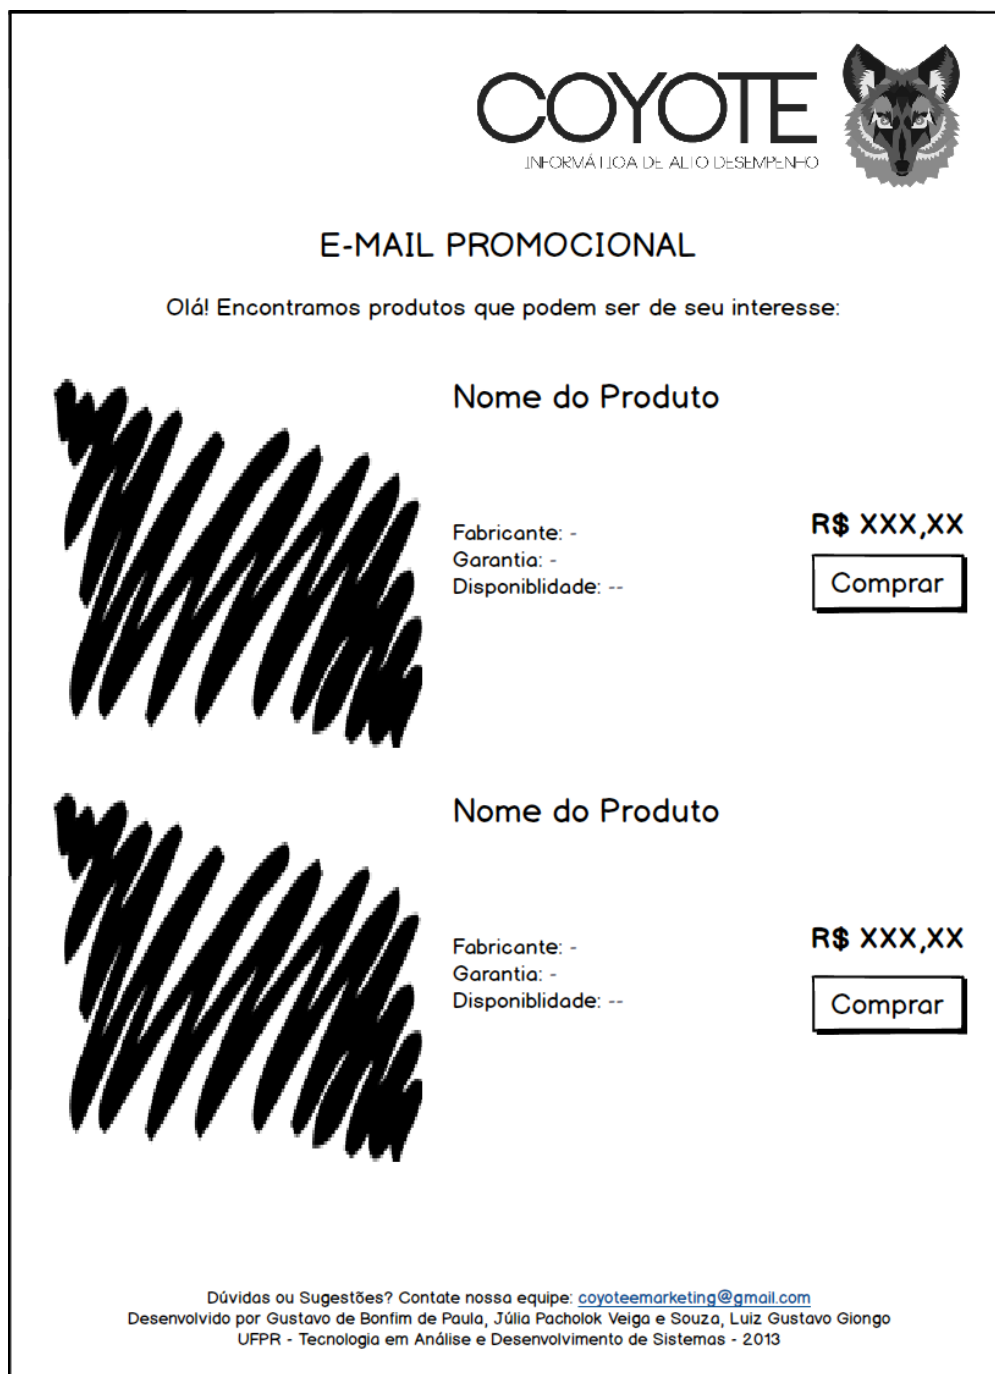 COYOTE
INFORMÁTICA DE ALTO DESEMPENHO
E-MAIL PROMOCIONAL
Olá! Encontramos produtos que podem ser de seu interesse:
Nome do Produto
Fabricante: -
Garantia: -
Disponiblidade: --
R$ XXX,XX
Comprar
Nome do Produto
Fabricante: -
Garantia: -
Disponiblidade: --
R$ XXX,XX
Comprar
Dúvidas ou Sugestões? Contate nossa equipe: coyoteemarketing@gmail.com
Desenvolvido por Gustavo de Bonfim de Paula, Júlia Pacholok Veiga e Souza, Luiz Gustavo Giongo
UFPR - Tecnologia em Análise e Desenvolvimento de Sistemas - 2013